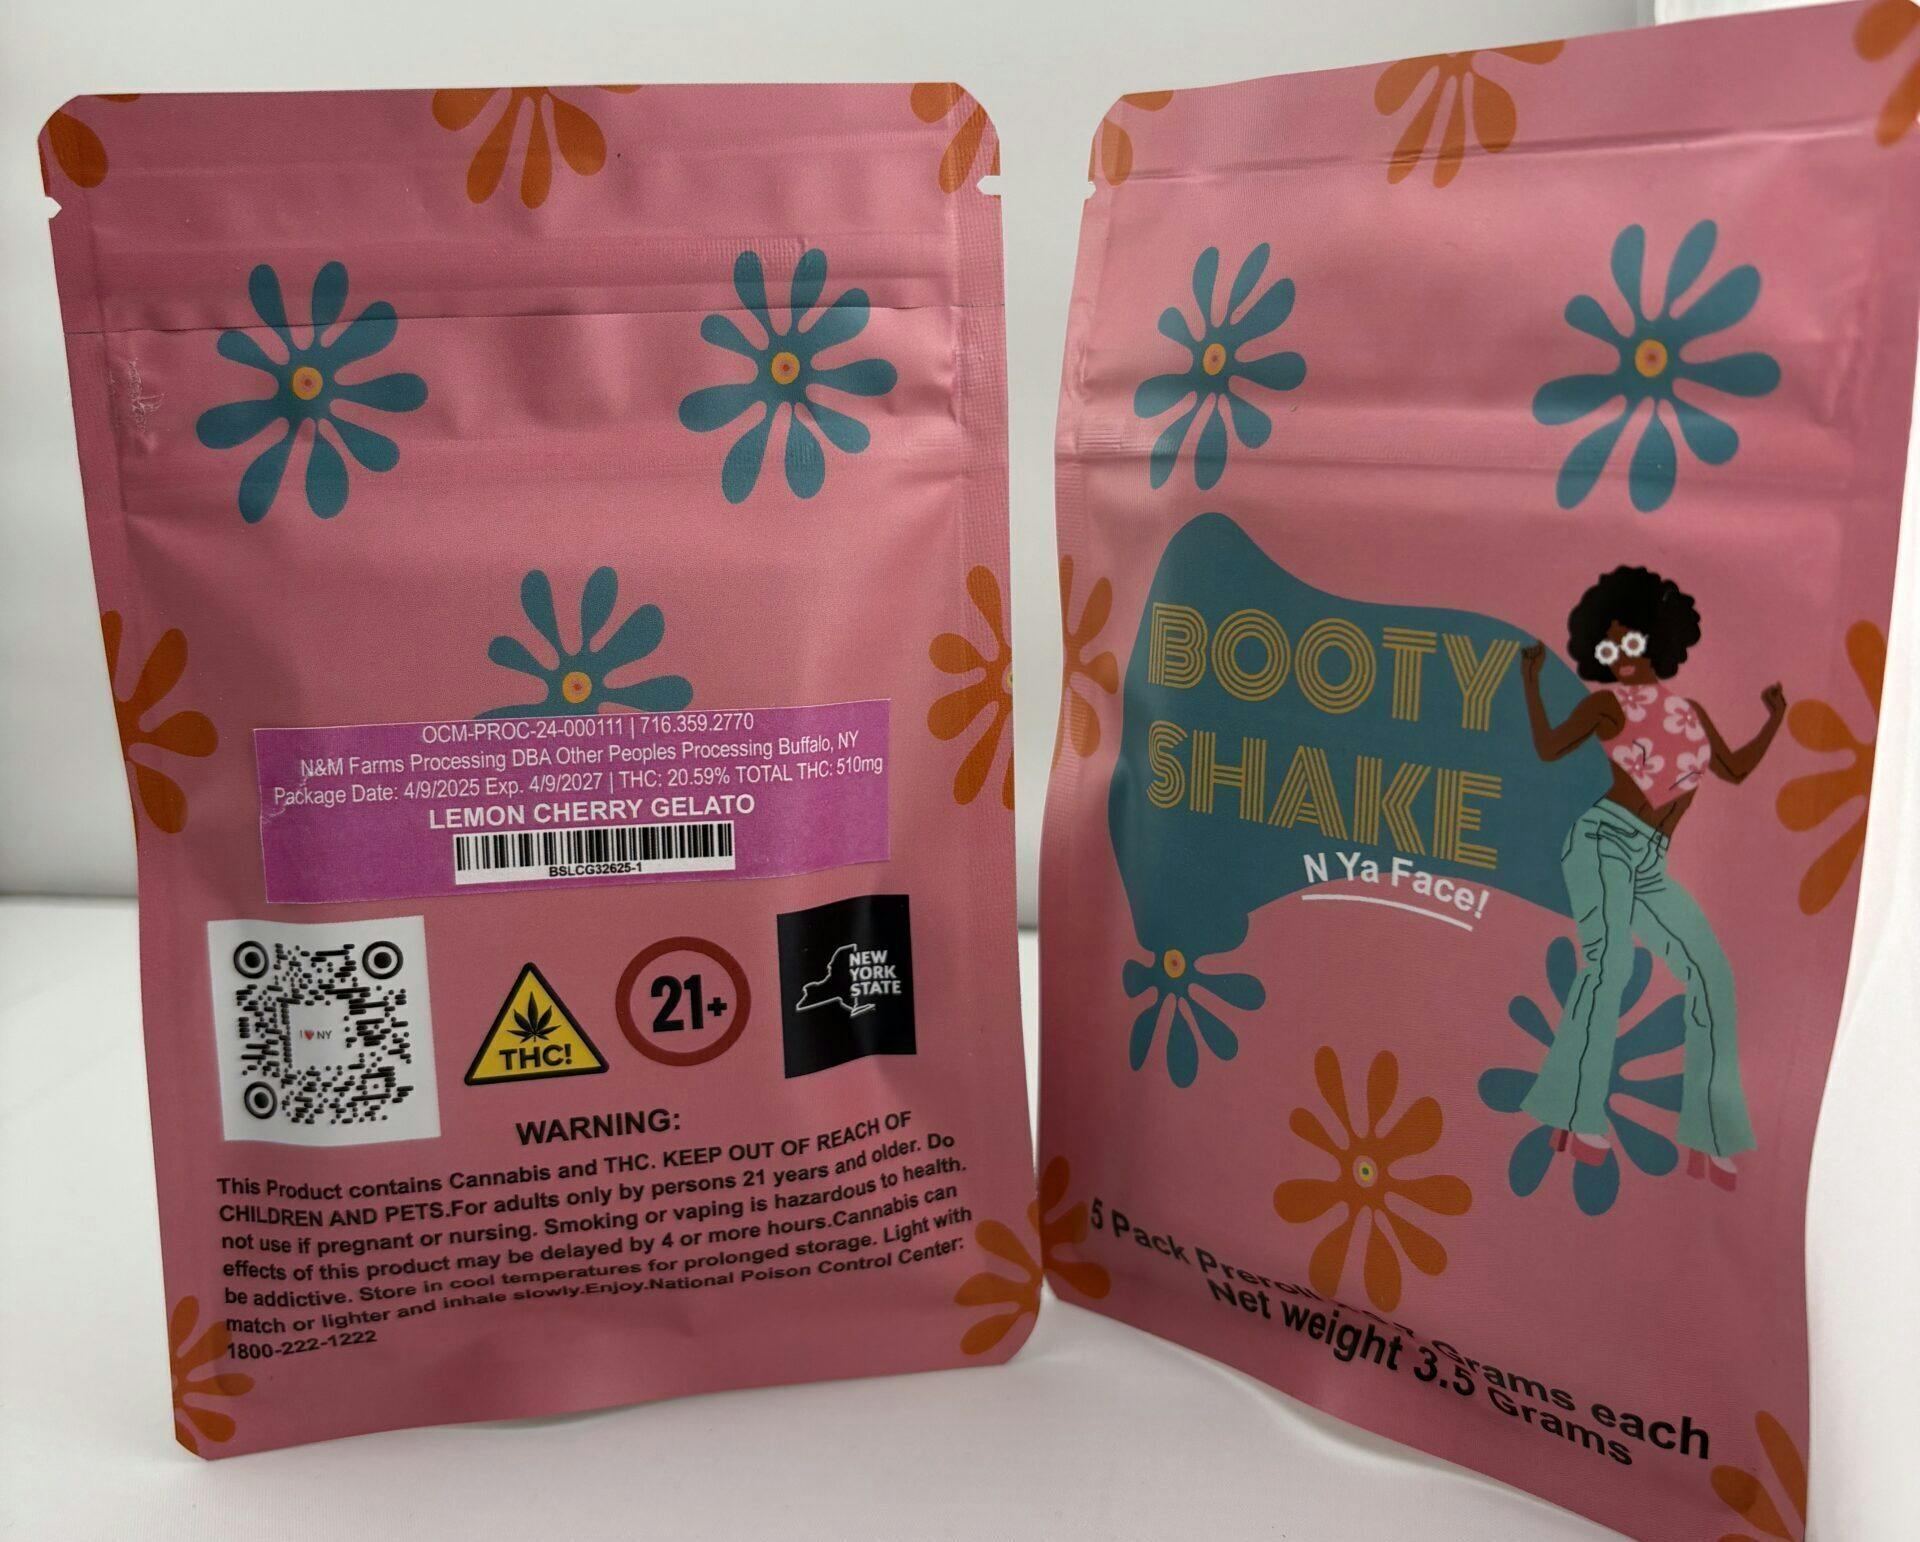 OCM-PROC-24-000111 | 716.359.2770
N&M Farms Processing DBA Other Peoples Processing Buffalo, NY
Package Date: 4/9/2025 Exp. 4/9/2027 | THC: 20.59% TOTAL THC: 510mg
LEMON CHERRY GELATO
BSLCG32625-1
I ❤ NY
THC!
21+
NEW
YORK
STATE
WARNING:
This Product contains Cannabis and THC. KEEP OUT OF REACH OF
CHILDREN AND PETS.For adults only by persons 21 years and older. Do
not use if pregnant or nursing. Smoking or vaping is hazardous to health.
effects of this product may be delayed by 4 or more hours.Cannabis can
be addictive. Store in cool temperatures for prolonged storage. Light with
match or lighter and inhale slowly.Enjoy.National Poison Control Center:
1800-222-1222
BOOTY
SHAKE
N Ya Face!
5 Pack Grams each
Net weight 3.5 Grams